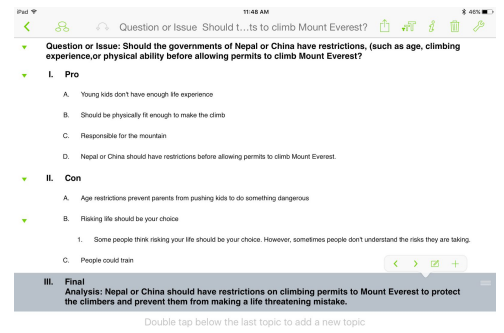 iPad
11:48 AM
46%
Question or Issue Should t…ts to climb Mount Everest?
Question or Issue: Should the governments of Nepal or China have restrictions, (such as age, climbing
experience,or physical ability before allowing permits to climb Mount Everest?
I. Pro
A. Young kids don't have enough life experience
B. Should be physically fit enough to make the climb
C. Responsible for the mountain
D. Nepal or China should have restrictions before allowing permits to climb Mount Everest.
II. Con
A. Age restrictions prevent parents from pushing kids to do something dangerous
B. Risking life should be your choice
1. Some people think risking your life should be your choice. However, sometimes people don't understand the risks they are taking.
C. People could train
III. Final
Analysis: Nepal or China should have restrictions on climbing permits to Mount Everest to protect
the climbers and prevent them from making a life threatening mistake.
Double tap below the last topic to add a new topic